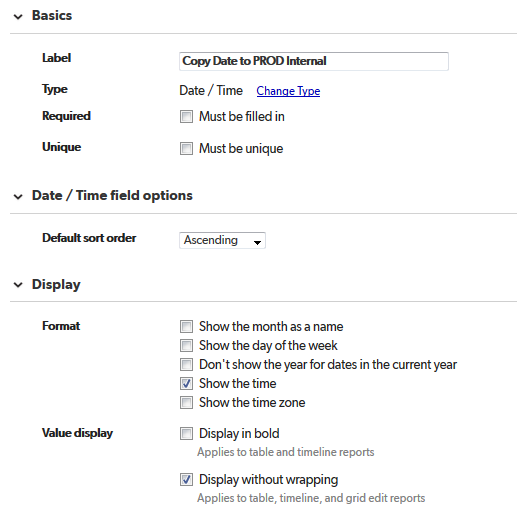 Basics
Label Copy Date to PROD Internal
Type Date / Time Change Type
Required Must be filled in
Unique Must be unique
Date / Time field options
Default sort order Ascending
Display
Format Show the month as a name
Show the day of the week
Don't show the year for dates in the current year
Show the time
Show the time zone
Value display Display in bold
Applies to table and timeline reports
Display without wrapping
Applies to table, timeline, and grid edit reports